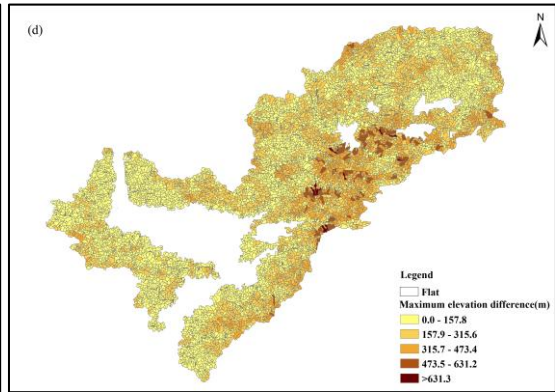 (d)
N
Legend
Flat
Maximum elevation difference(m)
0.0 - 157.8
157.9 - 315.6
315.7 - 473.4
473.5 - 631.2
>631.3